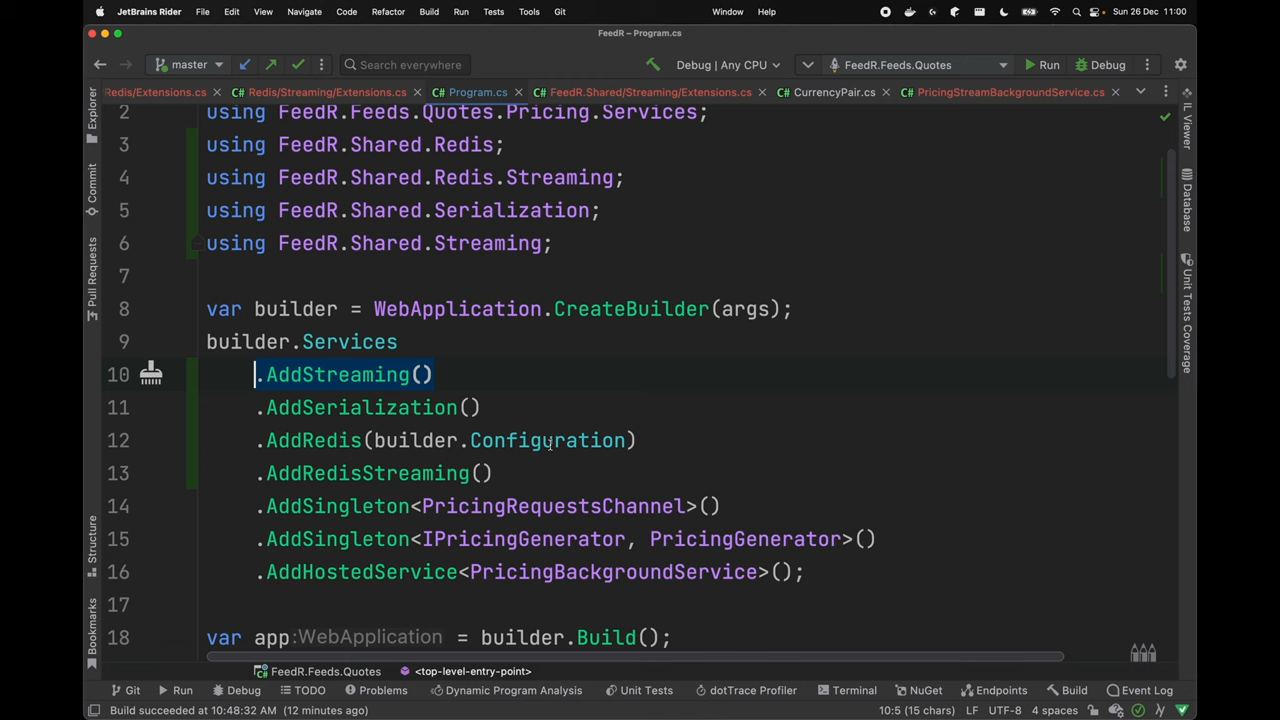 JetBrains Rider File Edit View Navigate Code Refactor Build Run Tests Tools Git Window Help Sun 26 Dec 11:00
FeedR – Program.cs
master Search everywhere Debug | Any CPU FeedR.Feeds.Quotes Run Debug
Redis/Extensions.cs C# Redis/Streaming/Extensions.cs C# Program.cs C# FeedR.Shared/Streaming/Extensions.cs C# CurrencyPair.cs C# PricingStreamBackgroundService.cs
Explorer
Commit
Pull Requests
Structure
Bookmarks
2 using FeedR.Feeds.Quotes.Pricing.Services;
3 using FeedR.Shared.Redis;
4 using FeedR.Shared.Redis.Streaming;
5 using FeedR.Shared.Serialization;
6 using FeedR.Shared.Streaming;
7
8 var builder = WebApplication.CreateBuilder(args);
9 builder.Services
10 .AddStreaming()
11 .AddSerialization()
12 .AddRedis(builder.Configuration)
13 .AddRedisStreaming()
14 .AddSingleton<PricingRequestsChannel>()
15 .AddSingleton<IPricingGenerator, PricingGenerator>()
16 .AddHostedService<PricingBackgroundService>();
17
18 var app:WebApplication = builder.Build();
IL Viewer
Database
Unit Tests Coverage
C# FeedR.Feeds.Quotes <top-level-entry-point>
Git Run Debug TODO Problems Dynamic Program Analysis Unit Tests dotTrace Profiler Terminal NuGet Endpoints Build Event Log
Build succeeded at 10:48:32 AM (12 minutes ago) 10:5 (15 chars) LF UTF-8 4 spaces